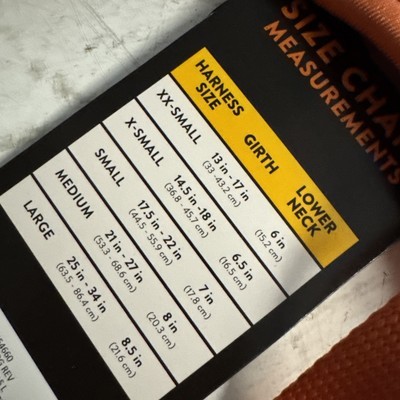 SIZE CHA
MEASUREMENTS
HARNESS SIZE GIRTH LOWER NECK
XX-SMALL 13 in - 17 in (33 -43.2 cm) 6 in (15.2 cm)
X-SMALL 14.5 in -18 in (36.8 - 45.7 cm) 6.5 in (16.5 cm)
SMALL 17.5 in - 22 in (44.5 - 55.9 cm) 7 in (17.8 cm)
MEDIUM 21 in - 27 in (53.3 - 68.6 cm) 8 in (20.3 cm)
LARGE 25 in - 34 in (63.5 - 86.4 cm) 8.5 in (21.6 cm)
64660
REV